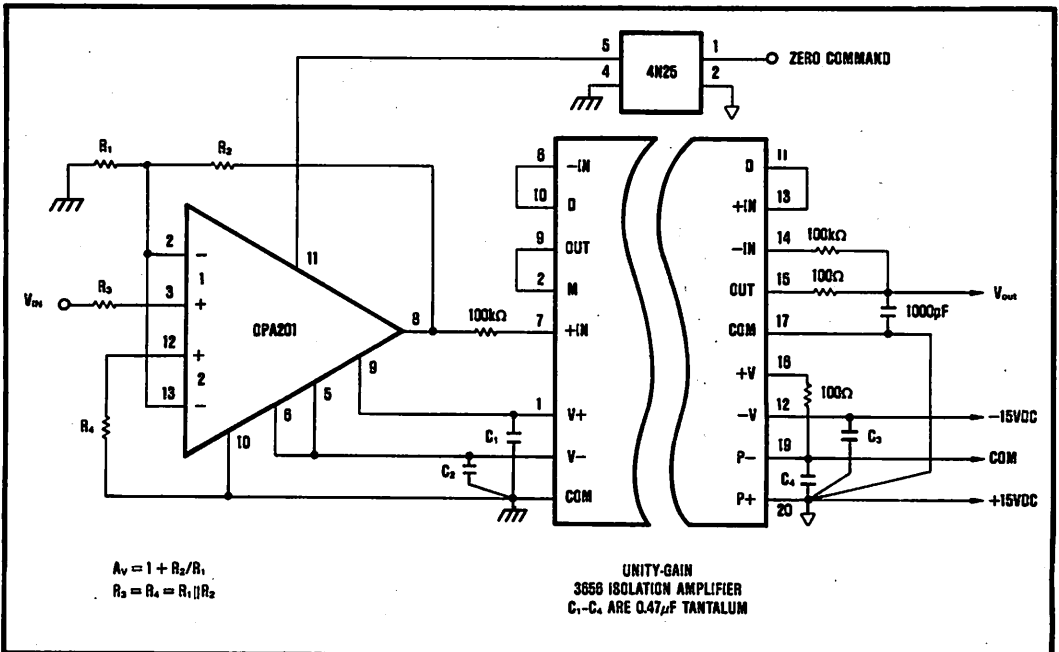 5
4
4N25
1
2
ZERO COMMAND
R₁
R₂
2
−
1
VIN
R₃
3
+
OPA201
12
+
2
13
−
R₄
11
8
100kΩ
9
5
6
10
C₁
C₂
6
−IN
10
D
9
OUT
2
M
7
+IN
1
V+
V−
COM
D
11
+IN
13
−IN
14
100kΩ
OUT
15
100Ω
Vout
1000pF
COM
17
+V
16
100Ω
−V
12
−15VDC
C₃
P−
19
COM
C₄
P+
20
+15VDC
AV = 1 + R₂/R₁
R₃ = R₄ = R₁||R₂
UNITY-GAIN
3656 ISOLATION AMPLIFIER
C₁-C₄ ARE 0.47μF TANTALUM